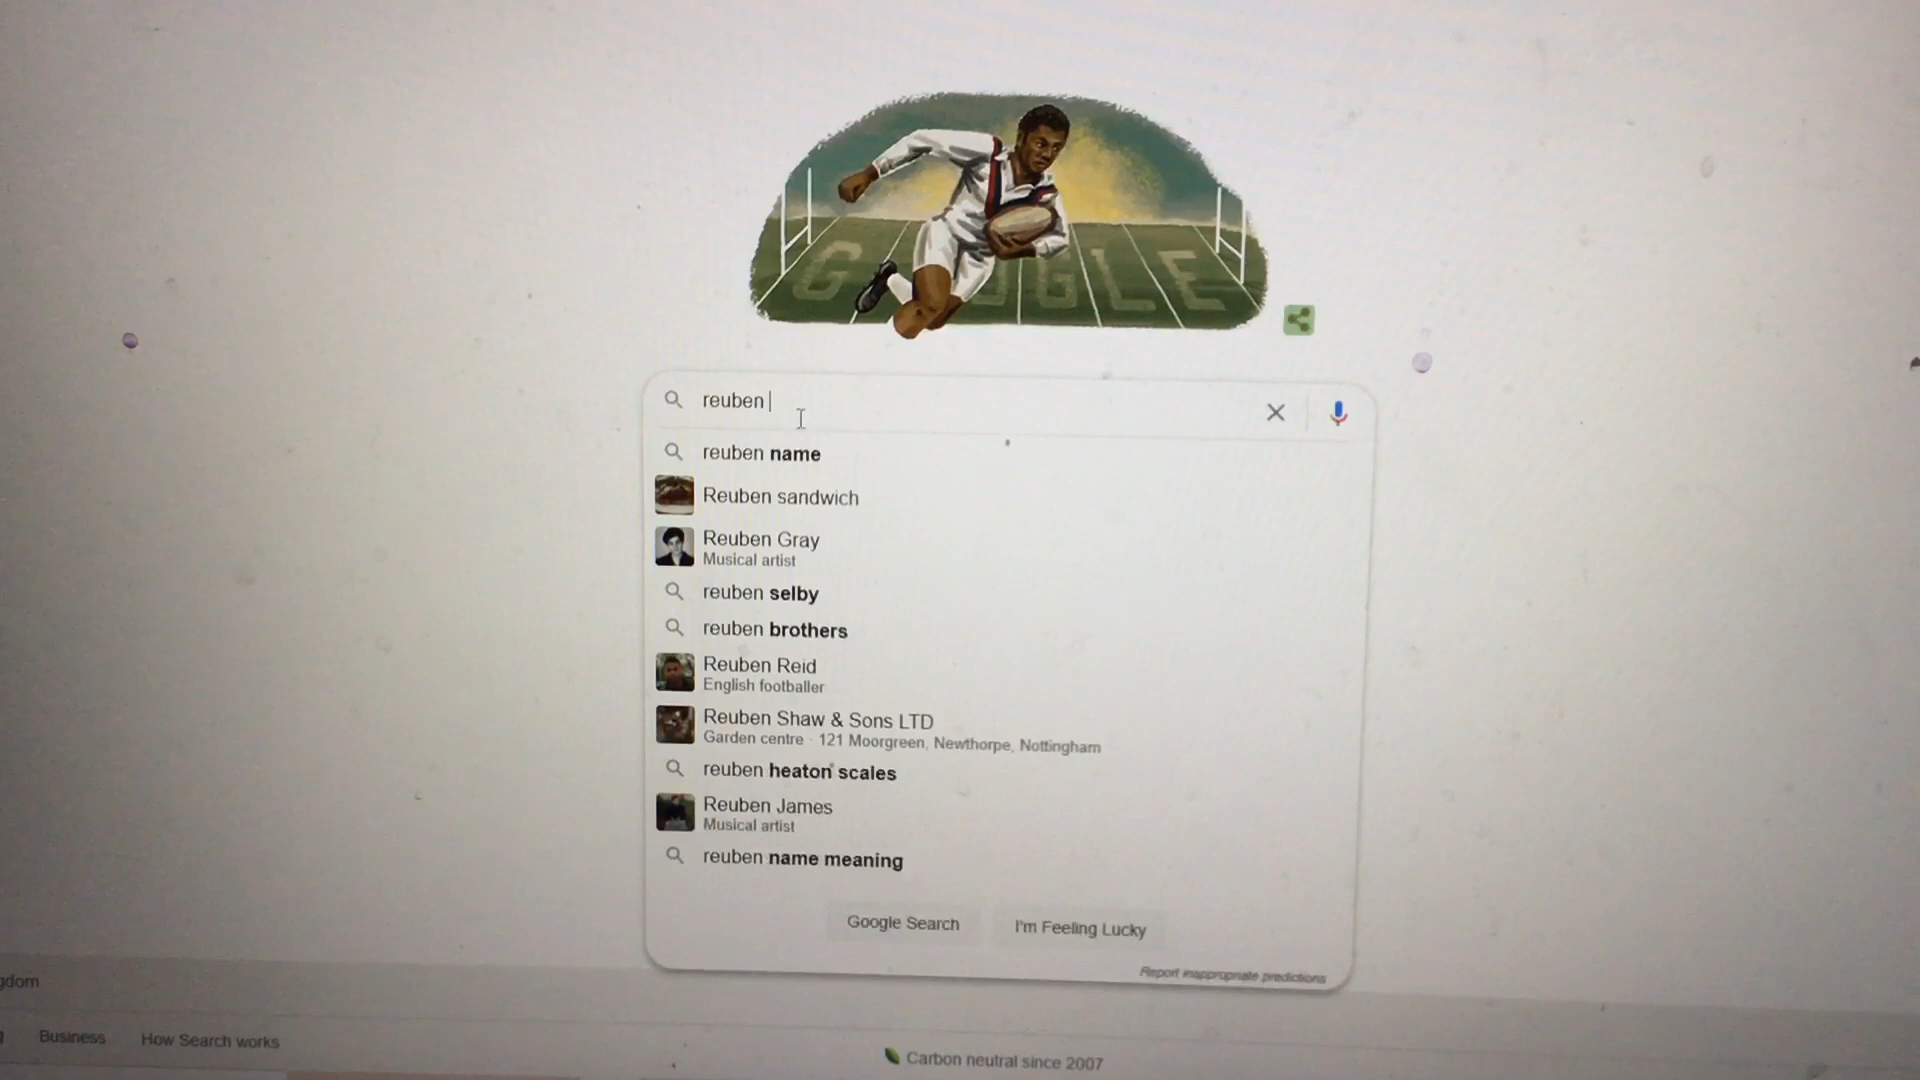 GOOGLE
reuben
reuben name
Reuben sandwich
Reuben Gray
Musical artist
reuben selby
reuben brothers
Reuben Reid
English footballer
Reuben Shaw & Sons LTD
Garden centre · 121 Moorgreen, Newthorpe, Nottingham
reuben heaton scales
Reuben James
Musical artist
reuben name meaning
Google Search I'm Feeling Lucky
Report inappropriate predictions
gdom
g Business How Search works
Carbon neutral since 2007